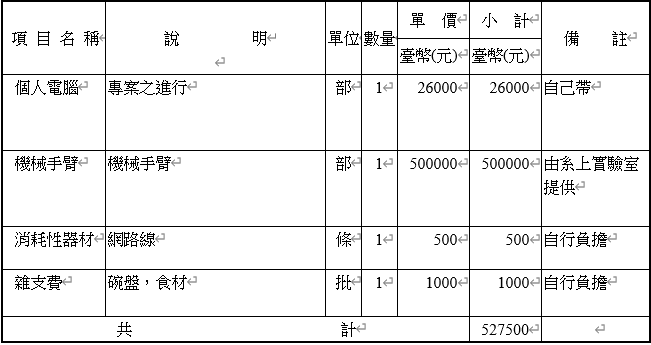 項目名稱 說明 單位 數量 單價 小計 備註
臺幣(元) 臺幣(元)
個人電腦 專案之進行 部 1 26000 26000 自己帶
機械手臂 機械手臂 部 1 500000 500000 由系上實驗室
提供
消耗性器材 網路線 條 1 500 500 自行負擔
雜支費 碗盤，食材 批 1 1000 1000 自行負擔
共計 527500